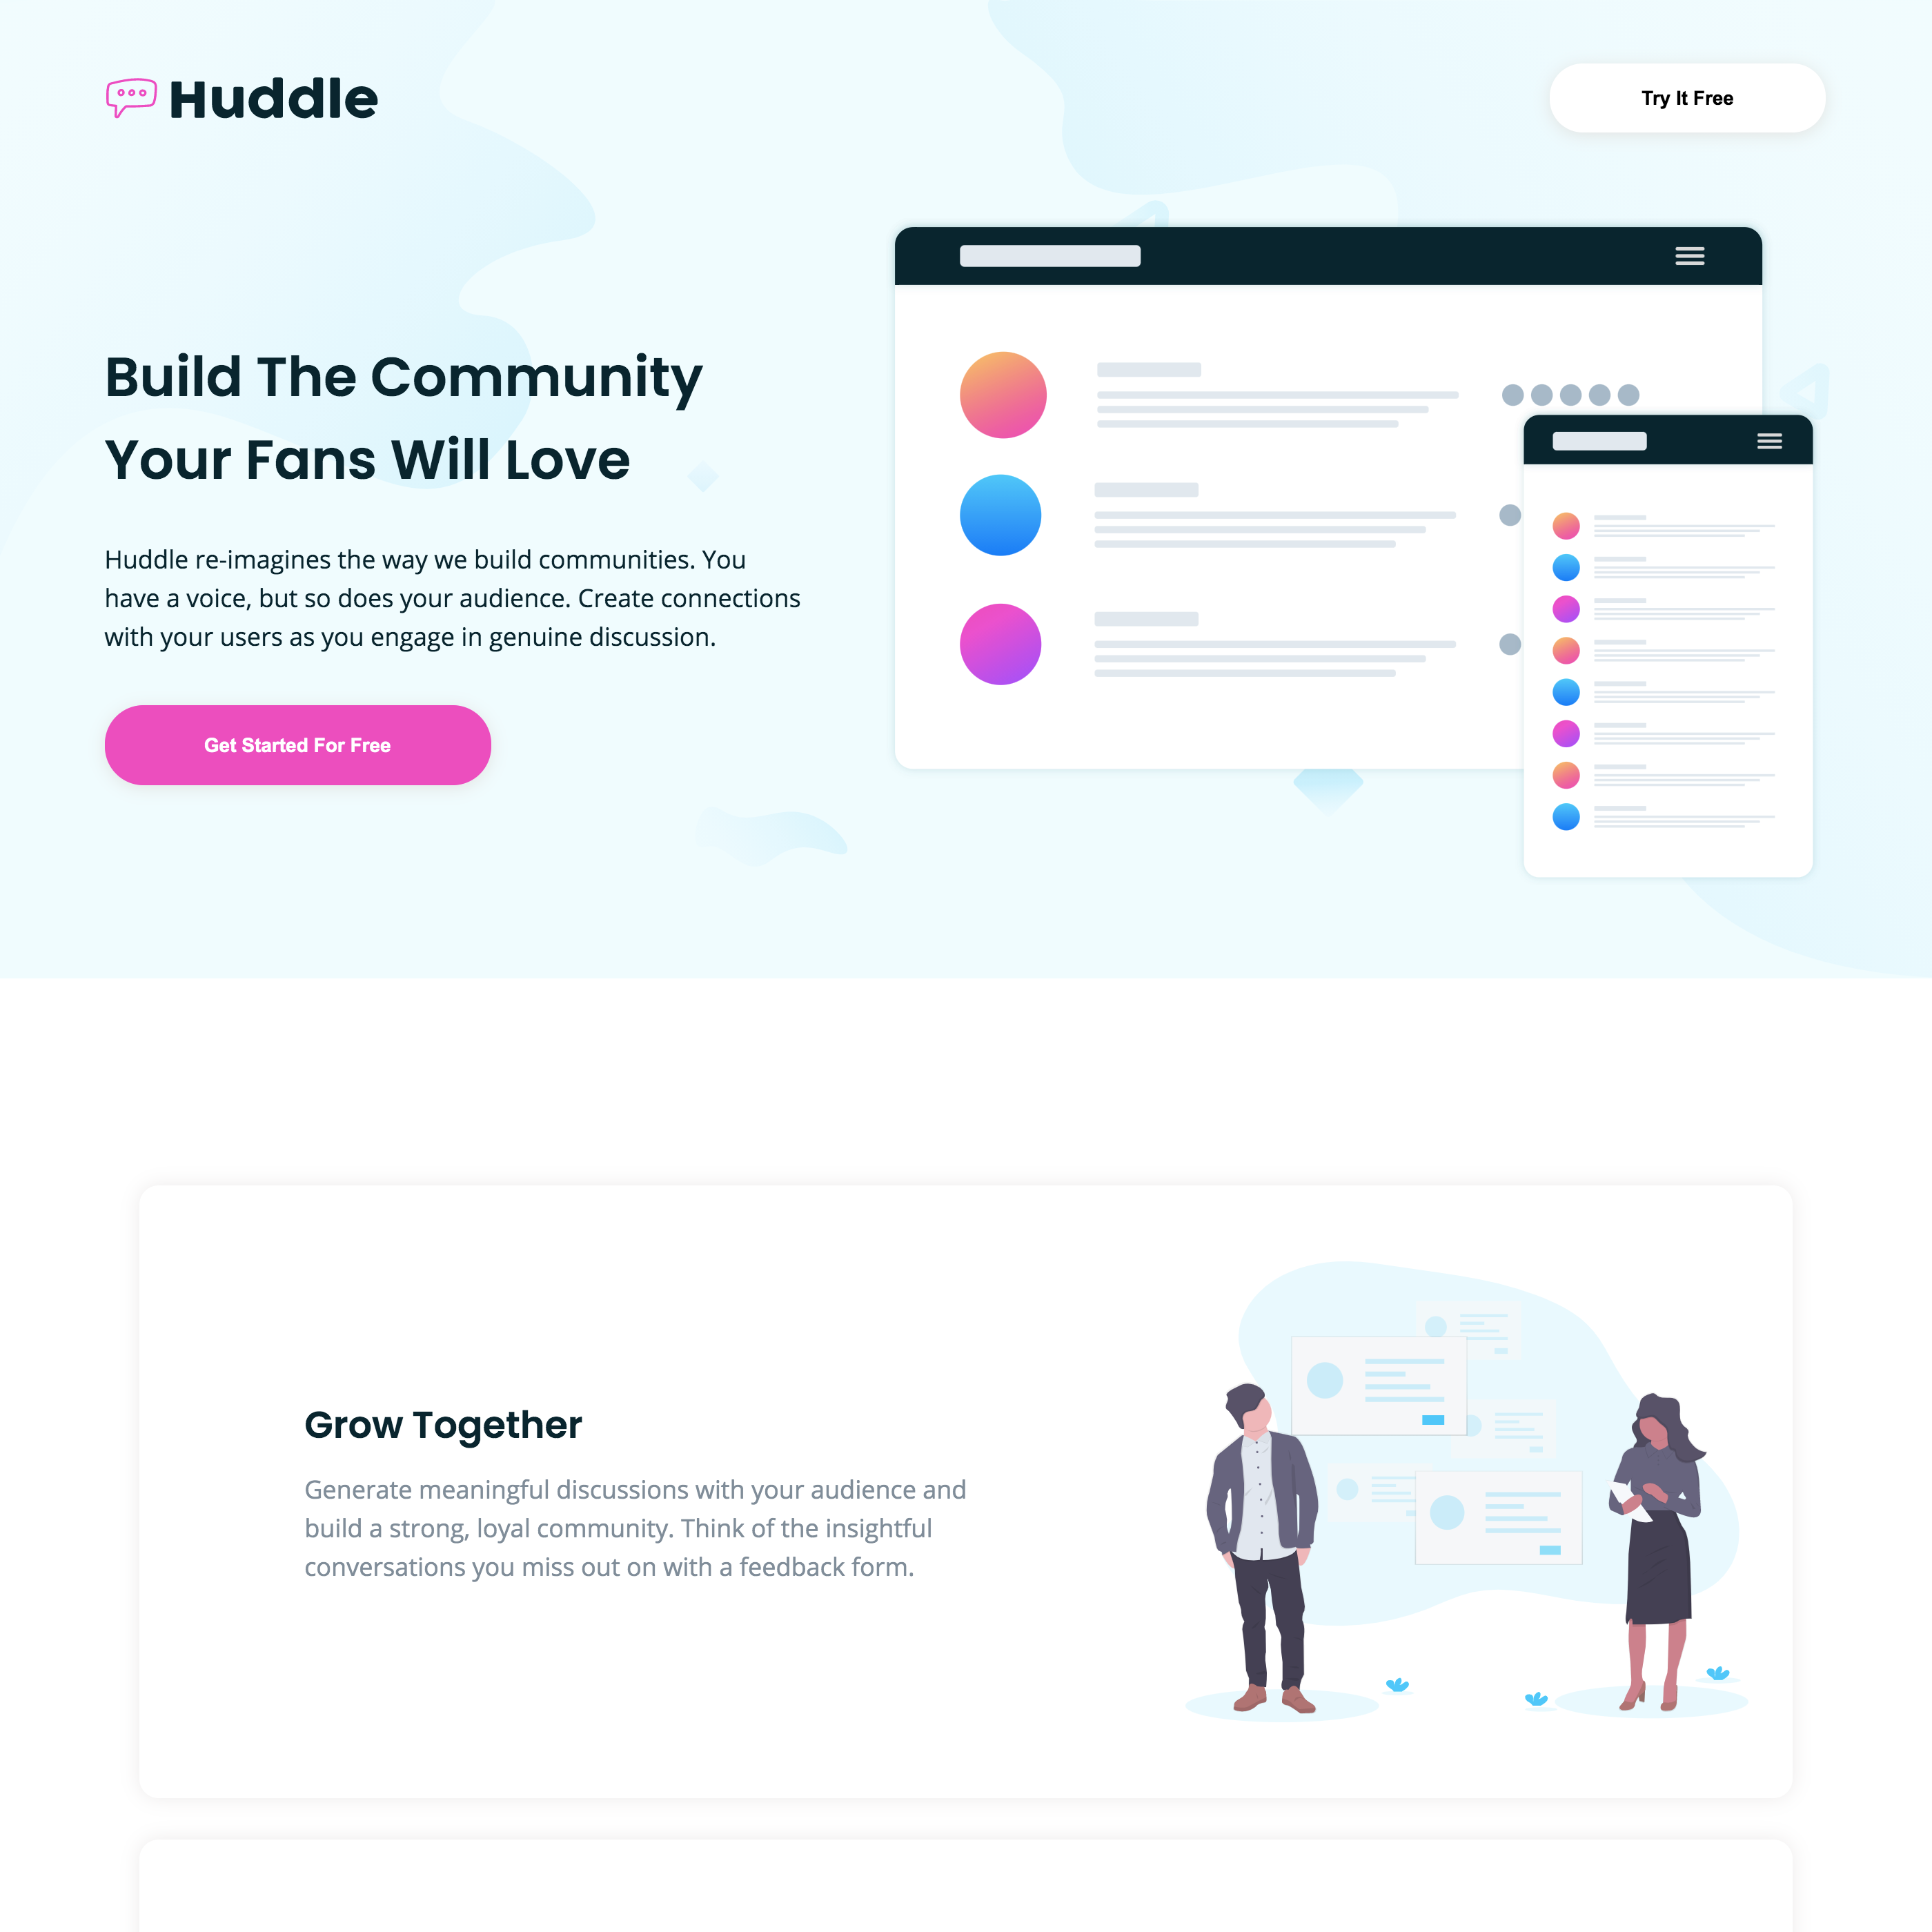 Huddle
Try It Free
Build The Community
Your Fans Will Love
Huddle re-imagines the way we build communities. You
have a voice, but so does your audience. Create connections
with your users as you engage in genuine discussion.
Get Started For Free
Grow Together
Generate meaningful discussions with your audience and
build a strong, loyal community. Think of the insightful
conversations you miss out on with a feedback form.